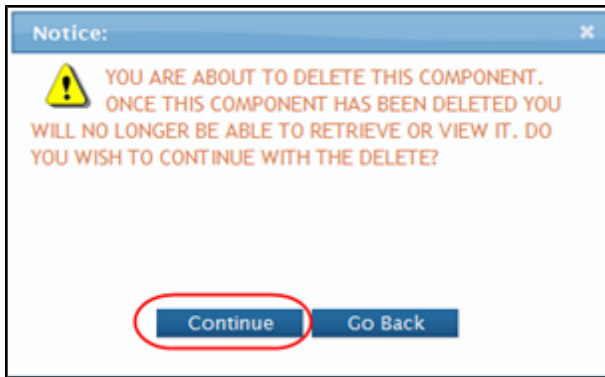 Notice:
YOU ARE ABOUT TO DELETE THIS COMPONENT.
ONCE THIS COMPONENT HAS BEEN DELETED YOU
WILL NO LONGER BE ABLE TO RETRIEVE OR VIEW IT. DO
YOU WISH TO CONTINUE WITH THE DELETE?
Continue Go Back